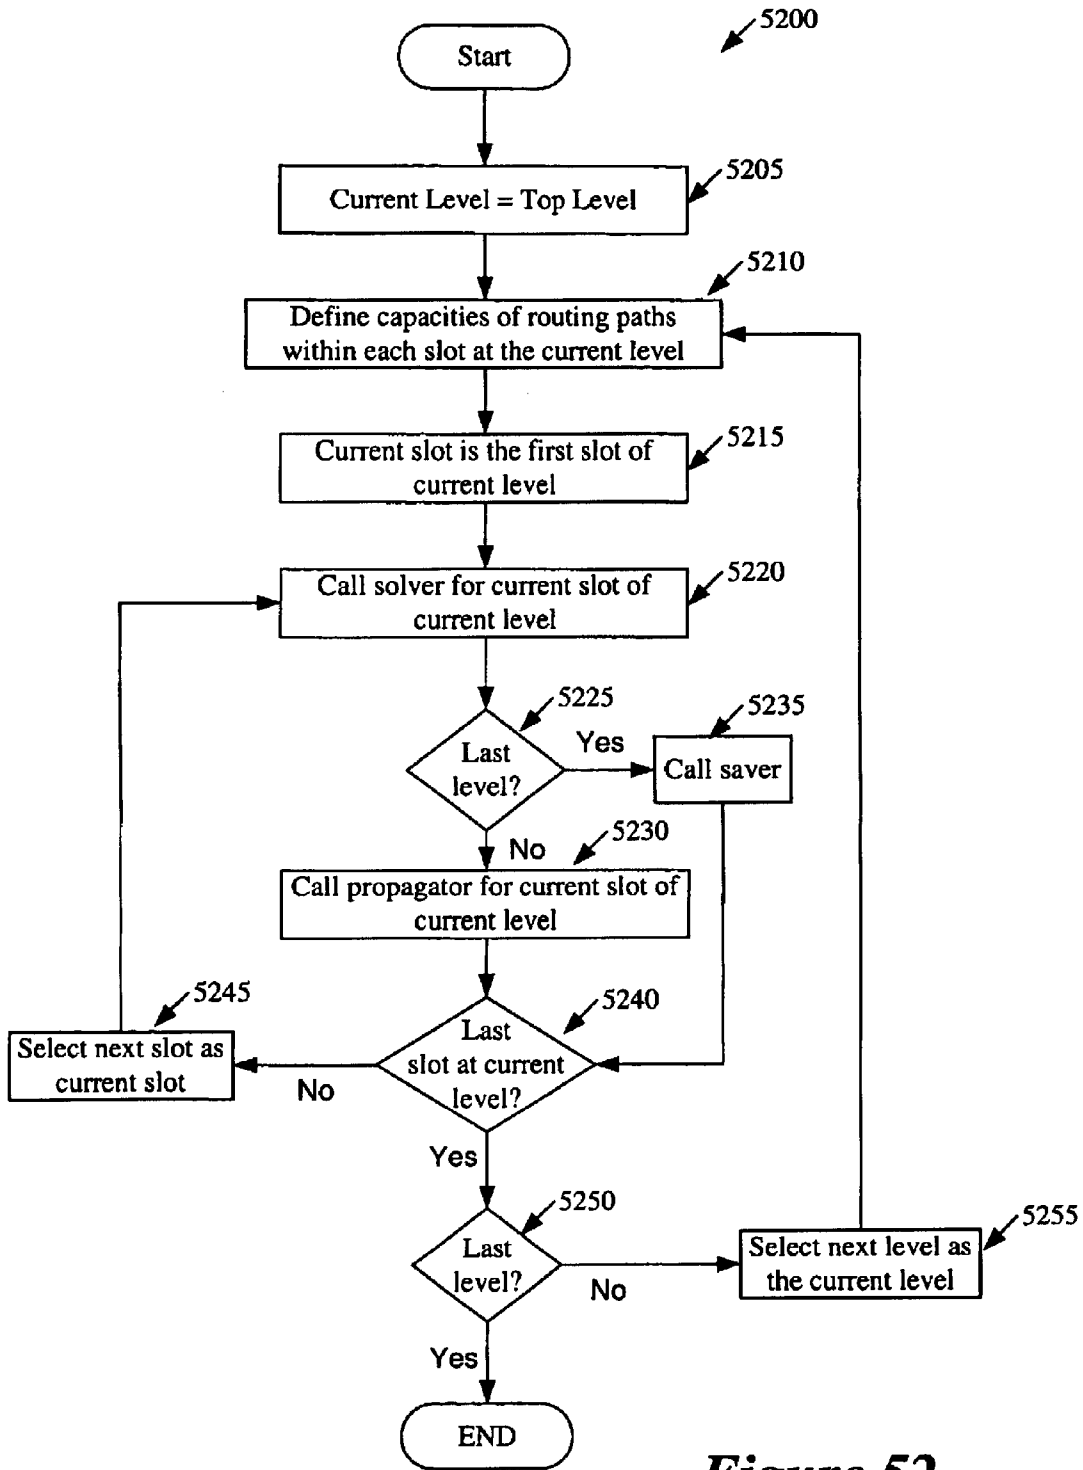 5200
Start
5205
Current Level = Top Level
5210
Define capacities of routing paths
within each slot at the current level
5215
Current slot is the first slot of
current level
5220
Call solver for current slot of
current level
5225
Last
level?
Yes
5235
Call saver
No
5230
Call propagator for current slot of
current level
5240
Last
slot at current
level?
No
5245
Select next slot as
current slot
Yes
5250
Last
level?
No
5255
Select next level as
the current level
Yes
END
Figure 52